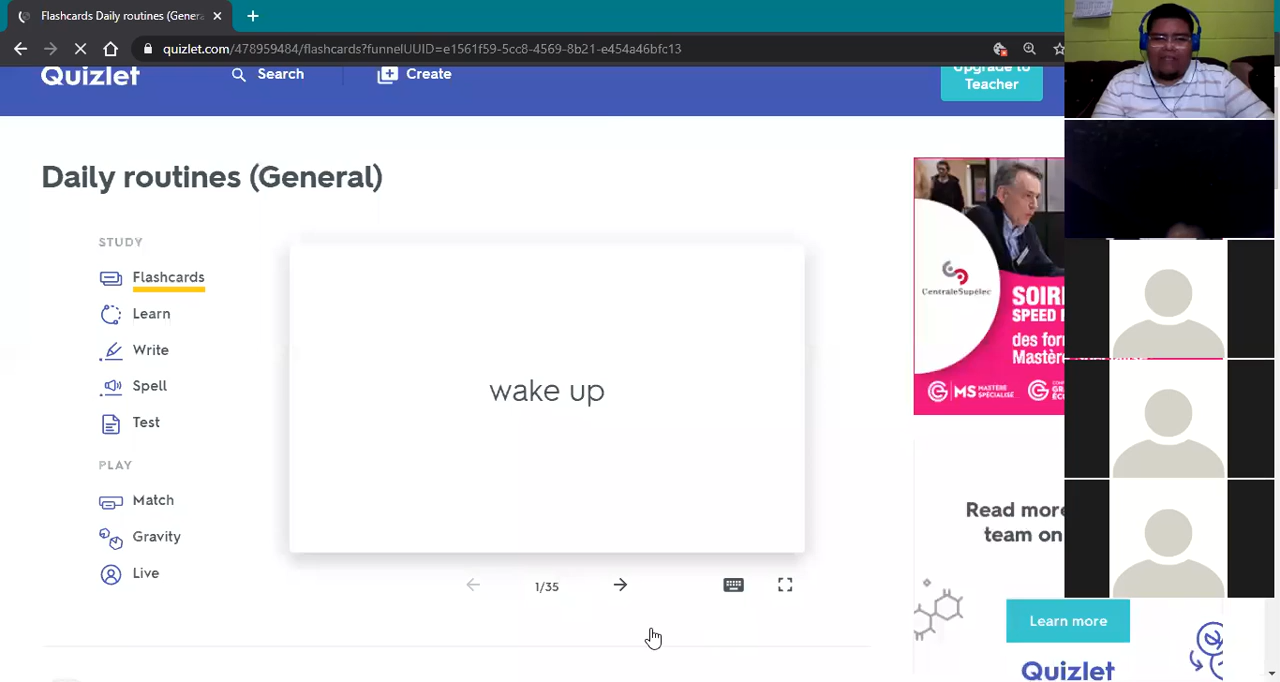 Flashcards Daily routines (Genera
quizlet.com/478959484/flashcards?funnelUUID=e1561f59-5cc8-4569-8b21-e454a46bfc13
Quizlet
Search
Create
Upgrade to
Teacher
Daily routines (General)
STUDY
Flashcards
Learn
Write
Spell
Test
PLAY
Match
Gravity
Live
wake up
1/35
CentraleSupélec
SOIR
SPEED
des for
Mastè
MS MASTÈRE
SPÉCIALISÉ
Read more
team on
Learn more
Quizlet